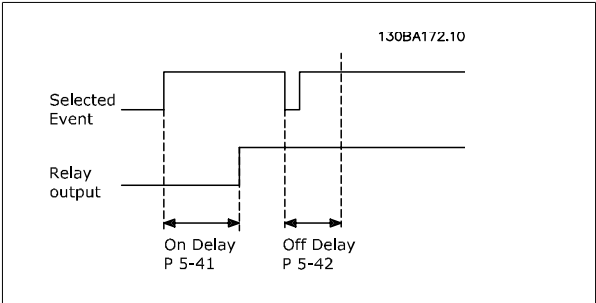 130BA172.10
Selected
Event
Relay
output
On Delay
P 5-41
Off Delay
P 5-42